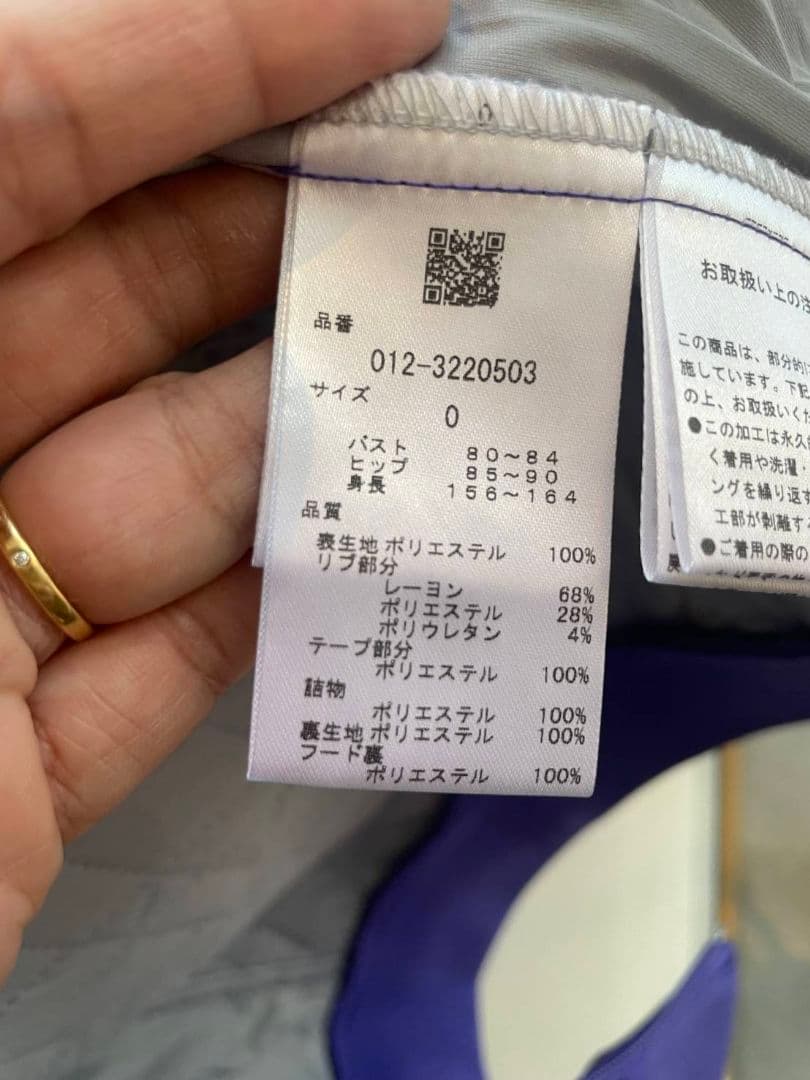 品番
012-3220503
サイズ
0
バスト 80～84
ヒップ 85～90
身長 156～164
品質
表生地 ポリエステル 100%
リブ部分
レーヨン 68%
ポリエステル 28%
ポリウレタン 4%
テープ部分
ポリエステル 100%
詰物
ポリエステル 100%
裏生地 ポリエステル 100%
フード裏
ポリエステル 100%
お取扱い上の注
この商品は、部分的に
施しています。下記
の上、お取扱いくだ
●この加工は永久
く着用や洗濯
ングを繰り返す
工部が剥離す
●ご着用の際の